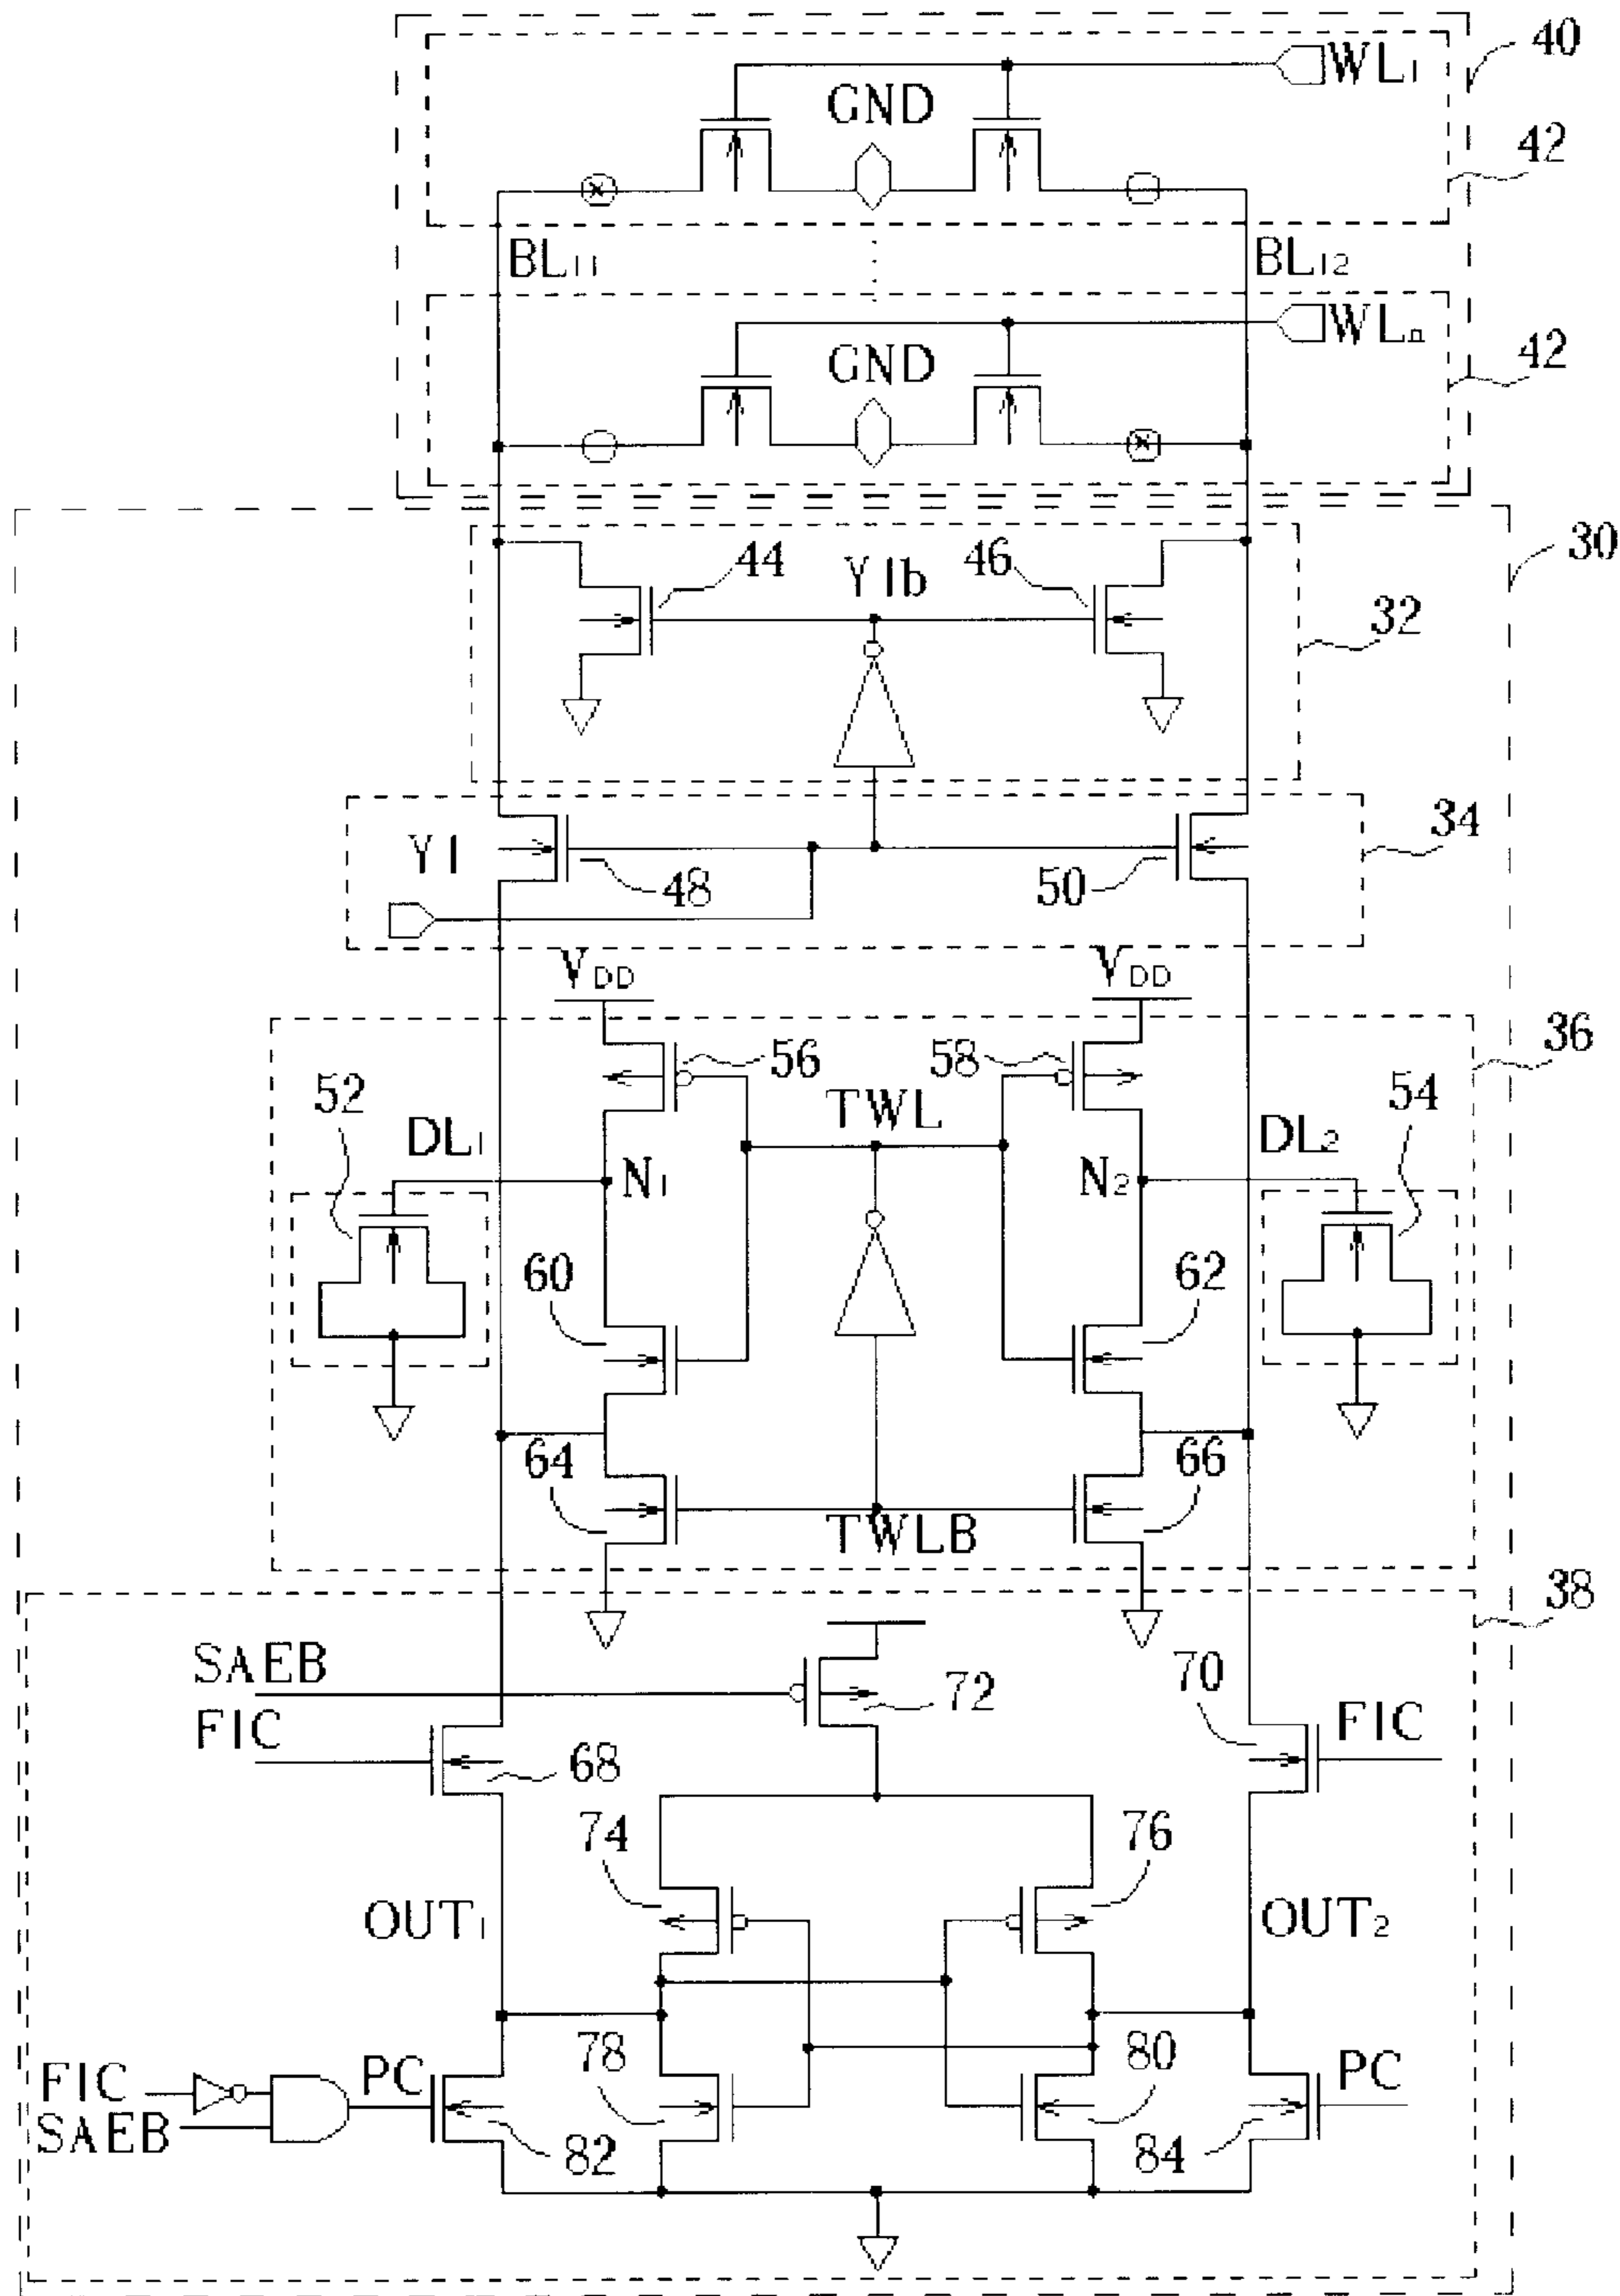 40
WL1
GND
42
BL11
BL12
WLn
GND
42
30
44
Y1b
46
32
Y1
48
50
34
VDD
VDD
36
56
58
52
TWL
54
DL1
DL2
N1
N2
60
62
64
66
TWLB
38
SAEB
72
70
FIC
FIC
68
74
76
OUT1
OUT2
78
80
FIC
PC
PC
SAEB
82
84